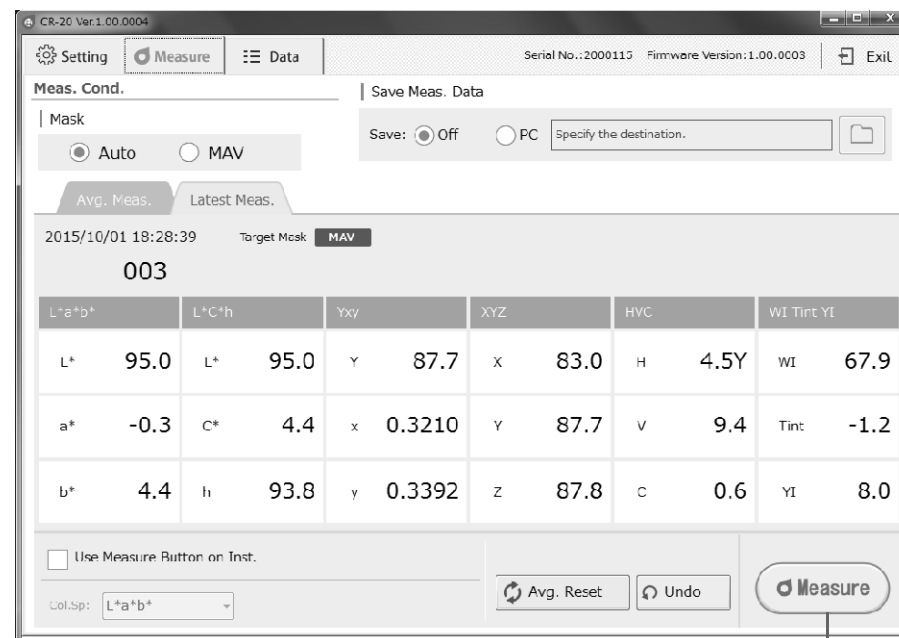 CR-20 Ver.1.00.0004
Setting Measure Data Serial No.:2000115 Firmware Version:1.00.0003 Exit
Meas. Cond. Save Meas. Data
Mask
Save: Off PC Specify the destination.
Auto MAV
Avg. Meas. Latest Meas.
2015/10/01 18:28:39 Target Mask MAV
003
L*a*b* L*C*h Yxy XYZ HVC WI Tint YI
L* 95.0 L* 95.0 Y 87.7 X 83.0 H 4.5Y WI 67.9
a* -0.3 C* 4.4 x 0.3210 Y 87.7 V 9.4 Tint -1.2
b* 4.4 h 93.8 y 0.3392 Z 87.8 C 0.6 YI 8.0
Use Measure Button on Inst.
Avg. Reset Undo Measure
Col.Sp: L*a*b*